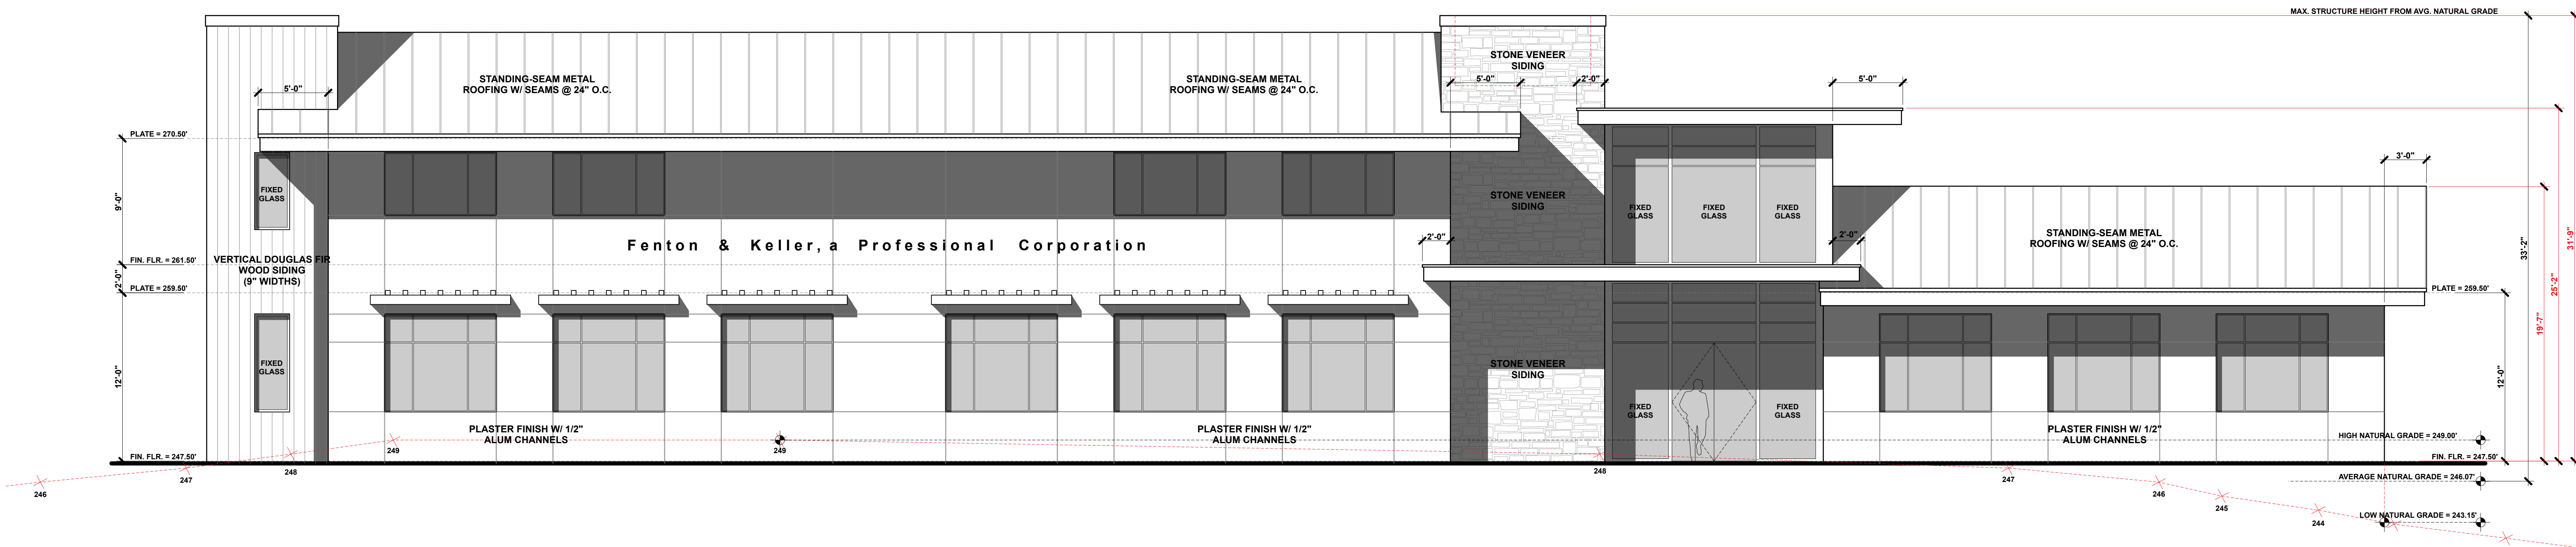 MAX. STRUCTURE HEIGHT FROM AVG. NATURAL GRADE
STONE VENEER
SIDING
STANDING-SEAM METAL
ROOFING W/ SEAMS @ 24" O.C.
STANDING-SEAM METAL
ROOFING W/ SEAMS @ 24" O.C.
5'-0"
5'-0"
2'-0"
5'-0"
PLATE = 270.50'
3'-0"
FIXED
GLASS
STONE VENEER
SIDING
FIXED
GLASS
FIXED
GLASS
FIXED
GLASS
9'-0"
STANDING-SEAM METAL
ROOFING W/ SEAMS @ 24" O.C.
Fenton & Keller, a Professional Corporation
2'-0"
2'-0"
33'-2"
31'-9"
FIN. FLR. = 261.50'
VERTICAL DOUGLAS FIR
WOOD SIDING
(9" WIDTHS)
2'-0"
PLATE = 259.50'
PLATE = 259.50'
25'-2"
19'-7"
FIXED
GLASS
STONE VENEER
SIDING
12'-0"
12'-0"
FIXED
GLASS
FIXED
GLASS
PLASTER FINISH W/ 1/2"
ALUM CHANNELS
PLASTER FINISH W/ 1/2"
ALUM CHANNELS
PLASTER FINISH W/ 1/2"
ALUM CHANNELS
HIGH NATURAL GRADE = 249.00'
249
249
FIN. FLR. = 247.50'
FIN. FLR. = 247.50'
248
248
247
247
AVERAGE NATURAL GRADE = 246.07'
246
246
245
244
LOW NATURAL GRADE = 243.15'